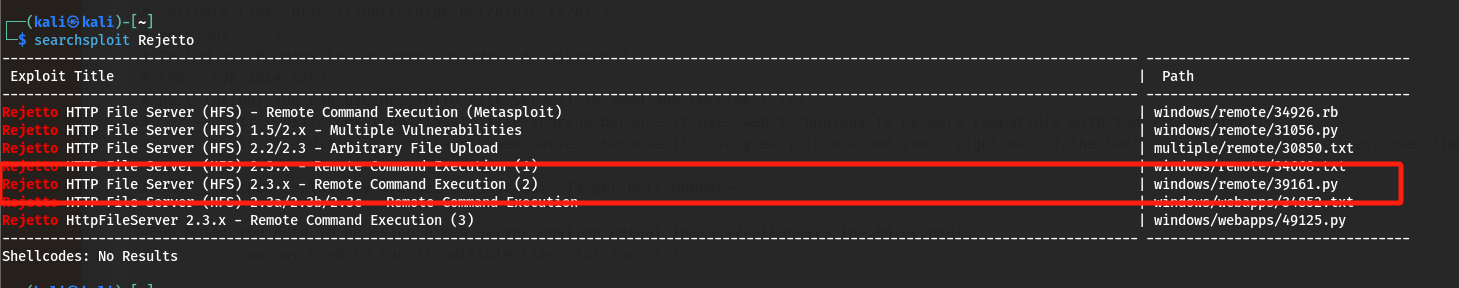 ┌──(kali㉿kali)-[~]
└─$ searchsploit Rejetto
Exploit Title | Path
Rejetto HTTP File Server (HFS) - Remote Command Execution (Metasploit) | windows/remote/34926.rb
Rejetto HTTP File Server (HFS) 1.5/2.x - Multiple Vulnerabilities | windows/remote/31056.py
Rejetto HTTP File Server (HFS) 2.2/2.3 - Arbitrary File Upload | multiple/remote/30850.txt
Rejetto HTTP File Server (HFS) 2.3.x - Remote Command Execution (1) | windows/remote/34668.txt
Rejetto HTTP File Server (HFS) 2.3.x - Remote Command Execution (2) | windows/remote/39161.py
Rejetto HTTP File Server (HFS) 2.3a/2.3b/2.3c - Remote Command Execution | windows/webapps/34852.txt
Rejetto HttpFileServer 2.3.x - Remote Command Execution (3) | windows/webapps/49125.py
Shellcodes: No Results